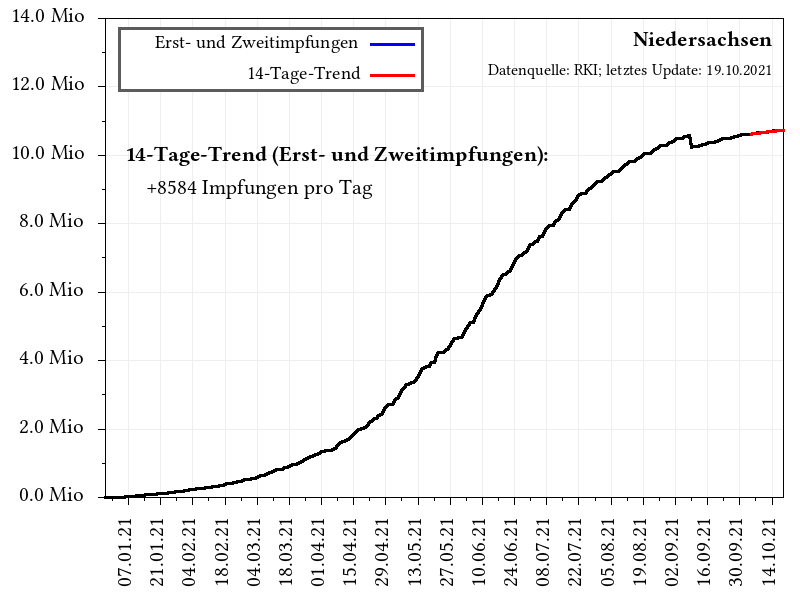 14.0 Mio
12.0 Mio
10.0 Mio
8.0 Mio
6.0 Mio
4.0 Mio
2.0 Mio
0.0 Mio
Erst- und Zweitimpfungen
14-Tage-Trend
Niedersachsen
Datenquelle: RKI; letztes Update: 19.10.2021
14-Tage-Trend (Erst- und Zweitimpfungen):
+8584 Impfungen pro Tag
07.01.21
21.01.21
04.02.21
18.02.21
04.03.21
18.03.21
01.04.21
15.04.21
29.04.21
13.05.21
27.05.21
10.06.21
24.06.21
08.07.21
22.07.21
05.08.21
19.08.21
02.09.21
16.09.21
30.09.21
14.10.21